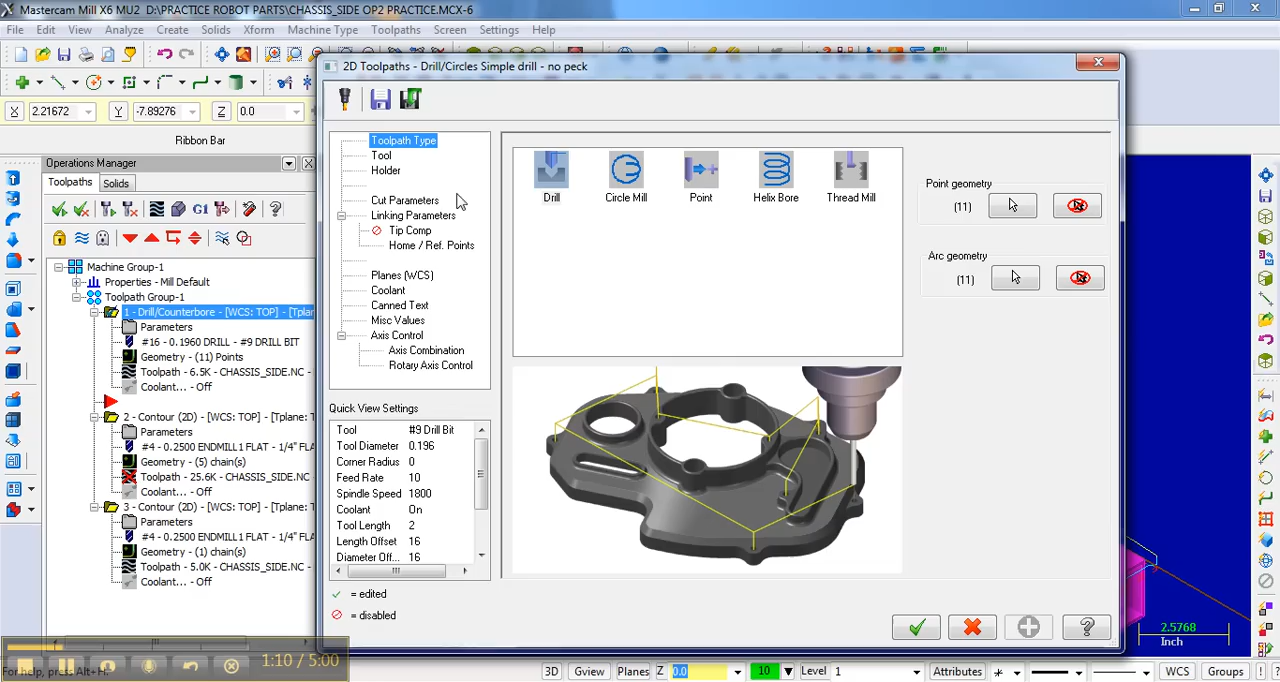 Mastercam Mill X6 MU2 D:\PRACTICE ROBOT PARTS\CHASSIS_SIDE OP2 PRACTICE.MCX-6
File Edit View Analyze Create Solids Xform Machine Type Toolpaths Screen Settings Help
2D Toolpaths - Drill/Circles Simple drill - no peck
X 2.21672 Y -7.89276 Z 0.0
Ribbon Bar
Operations Manager
Toolpaths Solids
G1
Machine Group-1
Properties - Mill Default
Toolpath Group-1
1 - Drill/Counterbore - [WCS: TOP] - [Tplane:
Parameters
#16 - 0.1960 DRILL - #9 DRILL BIT
Geometry - (11) Points
Toolpath - 6.5K - CHASSIS_SIDE.NC
Coolant... - Off
2 - Contour (2D) - [WCS: TOP] - [Tplane: T
Parameters
#4 - 0.2500 ENDMILL1 FLAT - 1/4" FLAT
Geometry - (5) chain(s)
Toolpath - 25.6K - CHASSIS_SIDE.NC
Coolant... - Off
3 - Contour (2D) - [WCS: TOP] - [Tplane: T
Parameters
#4 - 0.2500 ENDMILL1 FLAT - 1/4" FLAT
Geometry - (1) chain(s)
Toolpath - 5.0K - CHASSIS_SIDE.NC
Coolant... - Off
Toolpath Type
Tool
Holder
Cut Parameters
Linking Parameters
Tip Comp
Home / Ref. Points
Planes (WCS)
Coolant
Canned Text
Misc Values
Axis Control
Axis Combination
Rotary Axis Control
Quick View Settings
Tool #9 Drill Bit
Tool Diameter 0.196
Corner Radius 0
Feed Rate 10
Spindle Speed 1800
Coolant On
Tool Length 2
Length Offset 16
Diameter Off... 16
= edited
= disabled
Drill Circle Mill Point Helix Bore Thread Mill
Point geometry
(11)
Arc geometry
(11)
2.5768
Inch
1:10 / 5:00
For help, press Alt+H.
3D Gview Planes Z 0.0 10 Level 1 Attributes WCS Groups